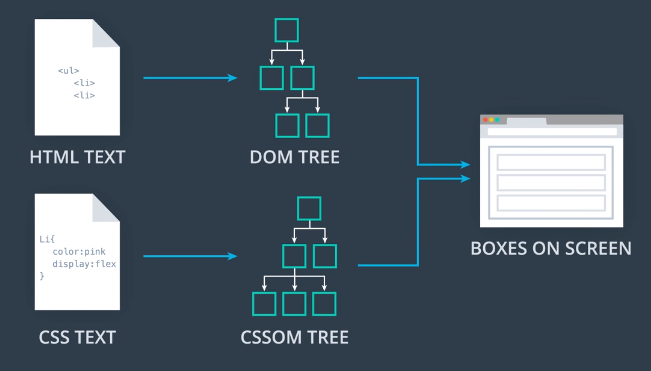 <ul>
<li>
<li>
HTML TEXT
DOM TREE
BOXES ON SCREEN
Li{
color:pink
display:flex
}
CSS TEXT
CSSOM TREE